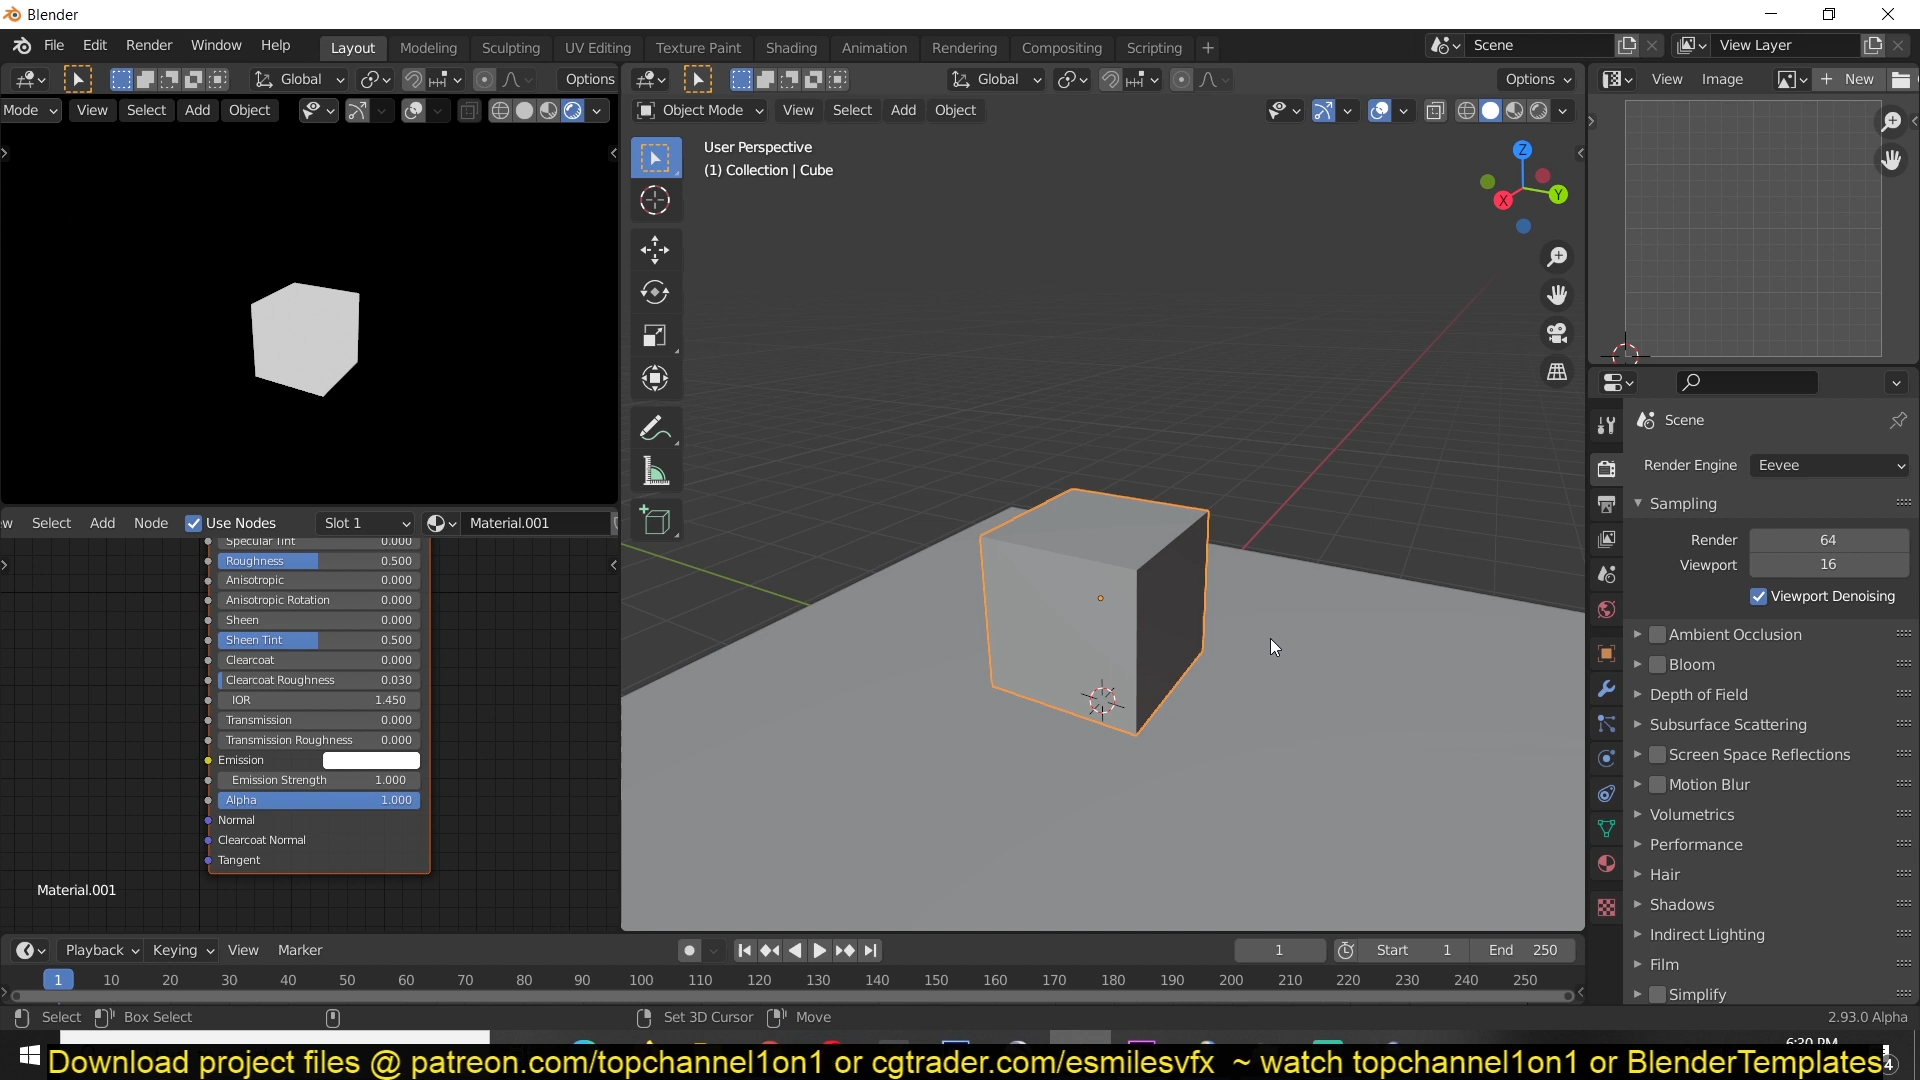 Blender
File Edit Render Window Help Layout Modeling Sculpting UV Editing Texture Paint Shading Animation Rendering Compositing Scripting + Scene View Layer
Global Options Global Options View Image New
Mode View Select Add Object Object Mode View Select Add Object
User Perspective
(1) Collection | Cube
Z
Y
X
Scene
Render Engine Eevee
Sampling
Render 64
Viewport 16
Viewport Denoising
Ambient Occlusion
Bloom
Depth of Field
Subsurface Scattering
Screen Space Reflections
Motion Blur
Volumetrics
Performance
Hair
Shadows
Indirect Lighting
Film
Simplify
w Select Add Node Use Nodes Slot 1 Material.001
Specular Tint 0.000
Roughness 0.500
Anisotropic 0.000
Anisotropic Rotation 0.000
Sheen 0.000
Sheen Tint 0.500
Clearcoat 0.000
Clearcoat Roughness 0.030
IOR 1.450
Transmission 0.000
Transmission Roughness 0.000
Emission
Emission Strength 1.000
Alpha 1.000
Normal
Clearcoat Normal
Tangent
Material.001
Playback Keying View Marker 1 Start 1 End 250
1 10 20 30 40 50 60 70 80 90 100 110 120 130 140 150 160 170 180 190 200 210 220 230 240 250
Select Box Select Set 3D Cursor Move 2.93.0 Alpha
6:30 PM
Download project files @ patreon.com/topchannel1on1 or cgtrader.com/esmilesvfx ~ watch topchannel1on1 or BlenderTemplates
4